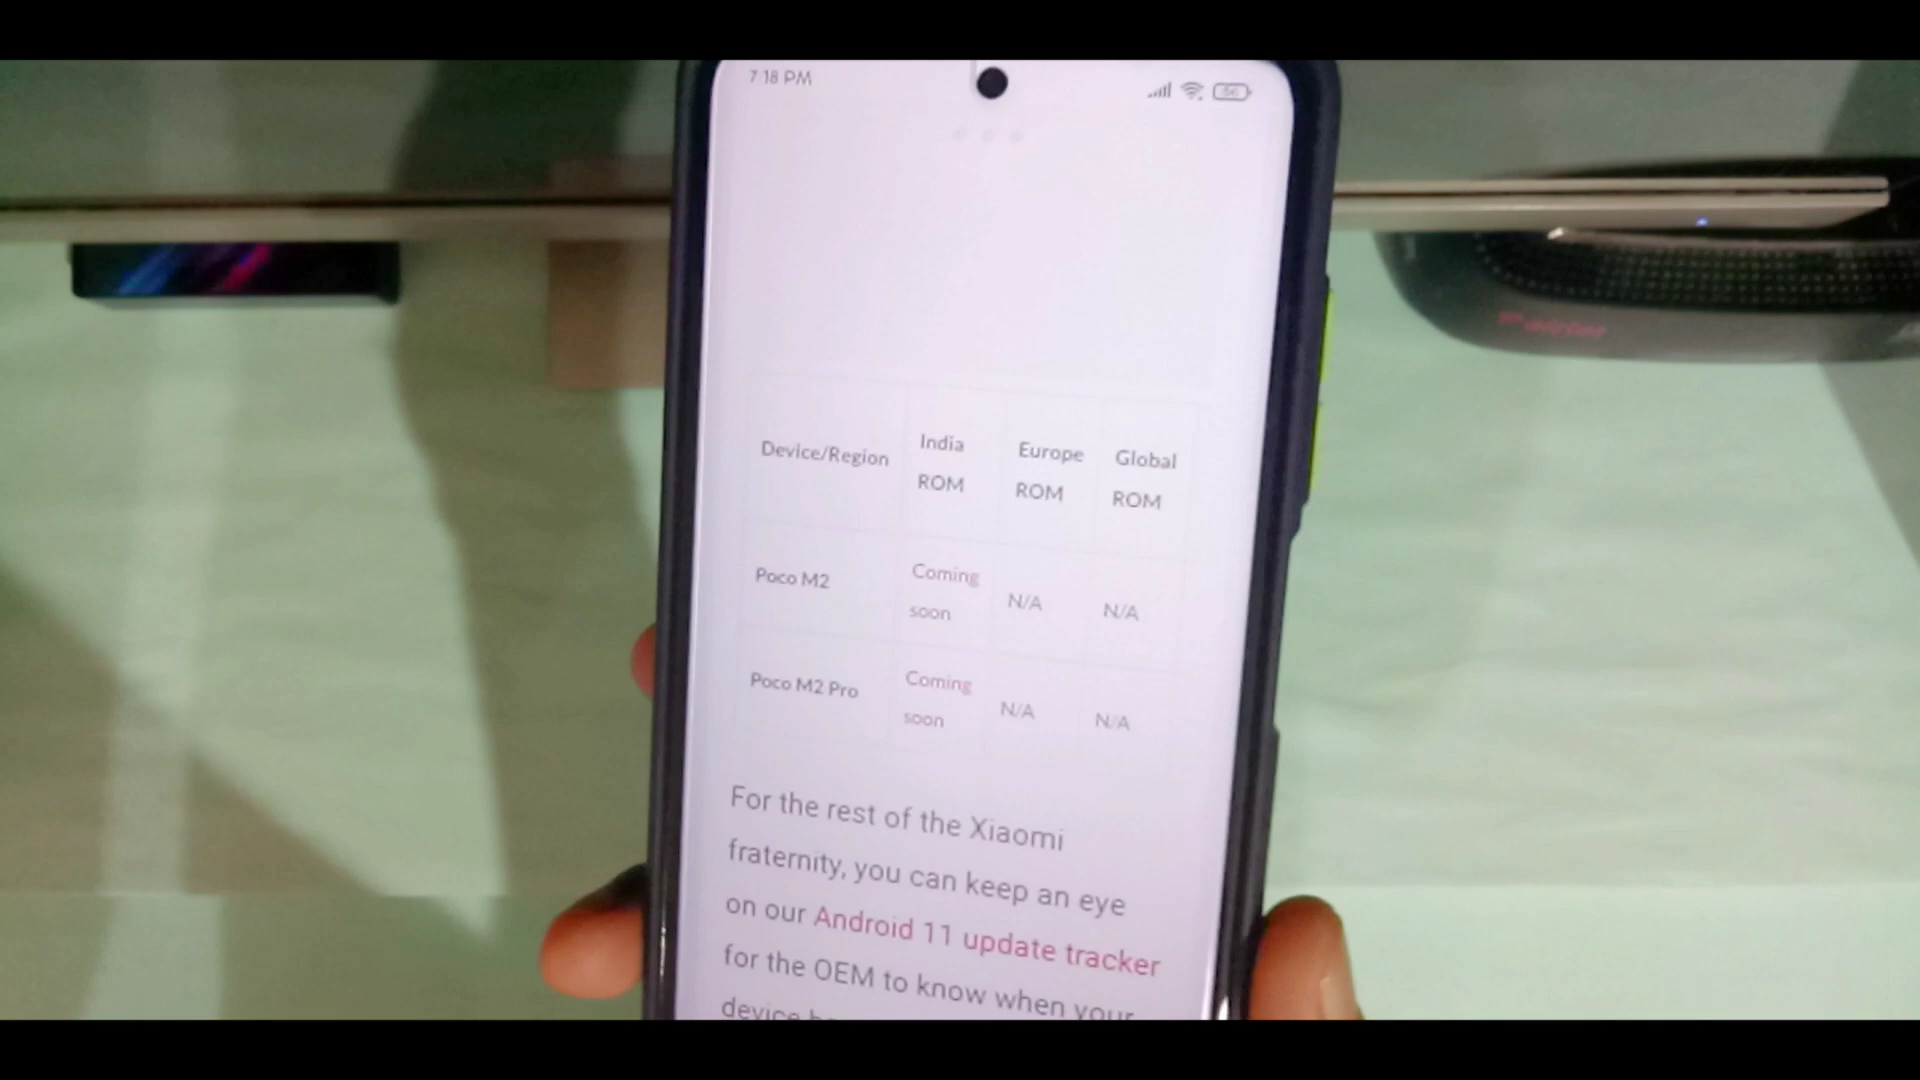 7:18 PM
Device/Region India ROM Europe ROM Global ROM
Poco M2 Coming soon N/A N/A
Poco M2 Pro Coming soon N/A N/A
For the rest of the Xiaomi
fraternity, you can keep an eye
on our Android 11 update tracker
for the OEM to know when your
device